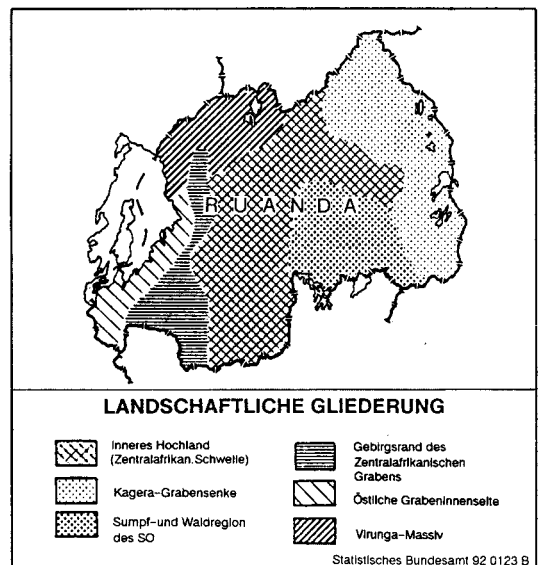 RUANDA
LANDSCHAFTLICHE GLIEDERUNG
Inneres Hochland
(Zentralafrikan. Schwelle)
Kagera-Grabensenke
Sumpf-und Waldregion
des SO
Gebirgsrand des
Zentralafrikanischen
Grabens
Östliche Grabeninnenseite
Virunga-Massiv
Statistisches Bundesamt 92 0123 B